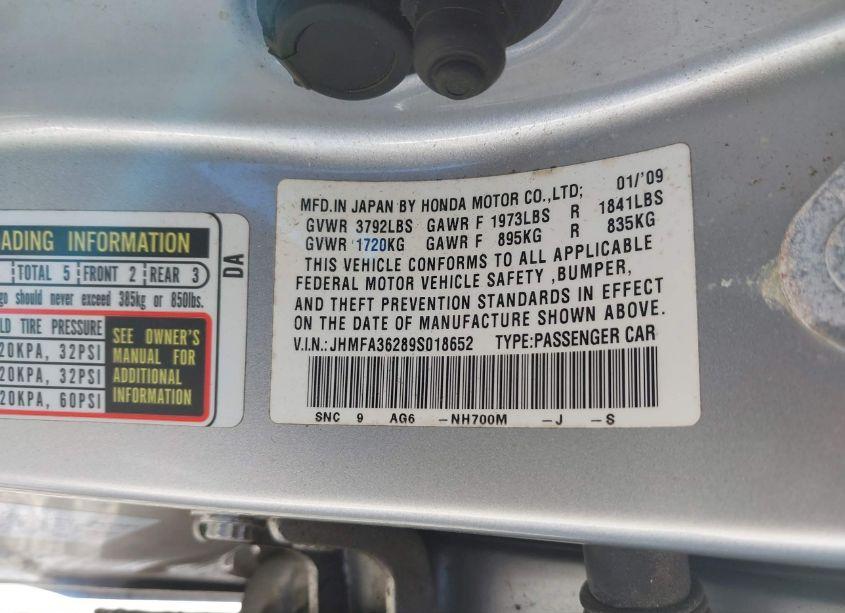 ADING INFORMATION
TOTAL 5 FRONT 2 REAR 3
go should never exceed 385kg or 850lbs.
LD TIRE PRESSURE
20KPA, 32PSI
20KPA, 32PSI
20KPA, 60PSI
SEE OWNER'S
MANUAL FOR
ADDITIONAL
INFORMATION
DA
MFD.IN JAPAN BY HONDA MOTOR CO.,LTD; 01/'09
GVWR 3792LBS GAWR F 1973LBS R 1841LBS
GVWR 1720KG GAWR F 895KG R 835KG
THIS VEHICLE CONFORMS TO ALL APPLICABLE
FEDERAL MOTOR VEHICLE SAFETY ,BUMPER,
AND THEFT PREVENTION STANDARDS IN EFFECT
ON THE DATE OF MANUFACTURE SHOWN ABOVE.
V.I.N.:JHMFA36289S018652 TYPE:PASSENGER CAR
SNC 9 AG6 -NH700M -J -S